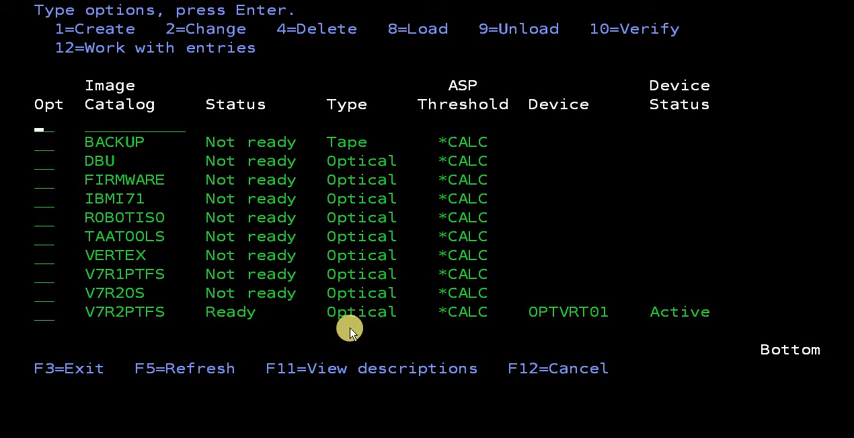 Type options, press Enter.
1=Create 2=Change 4=Delete 8=Load 9=Unload 10=Verify
12=Work with entries
Image ASP Device
Opt Catalog Status Type Threshold Device Status
BACKUP Not ready Tape *CALC
DBU Not ready Optical *CALC
FIRMWARE Not ready Optical *CALC
IBMI71 Not ready Optical *CALC
ROBOTISO Not ready Optical *CALC
TAATOOLS Not ready Optical *CALC
VERTEX Not ready Optical *CALC
V7R1PTFS Not ready Optical *CALC
V7R2OS Not ready Optical *CALC
V7R2PTFS Ready Optical *CALC OPTVRT01 Active
Bottom
F3=Exit F5=Refresh F11=View descriptions F12=Cancel